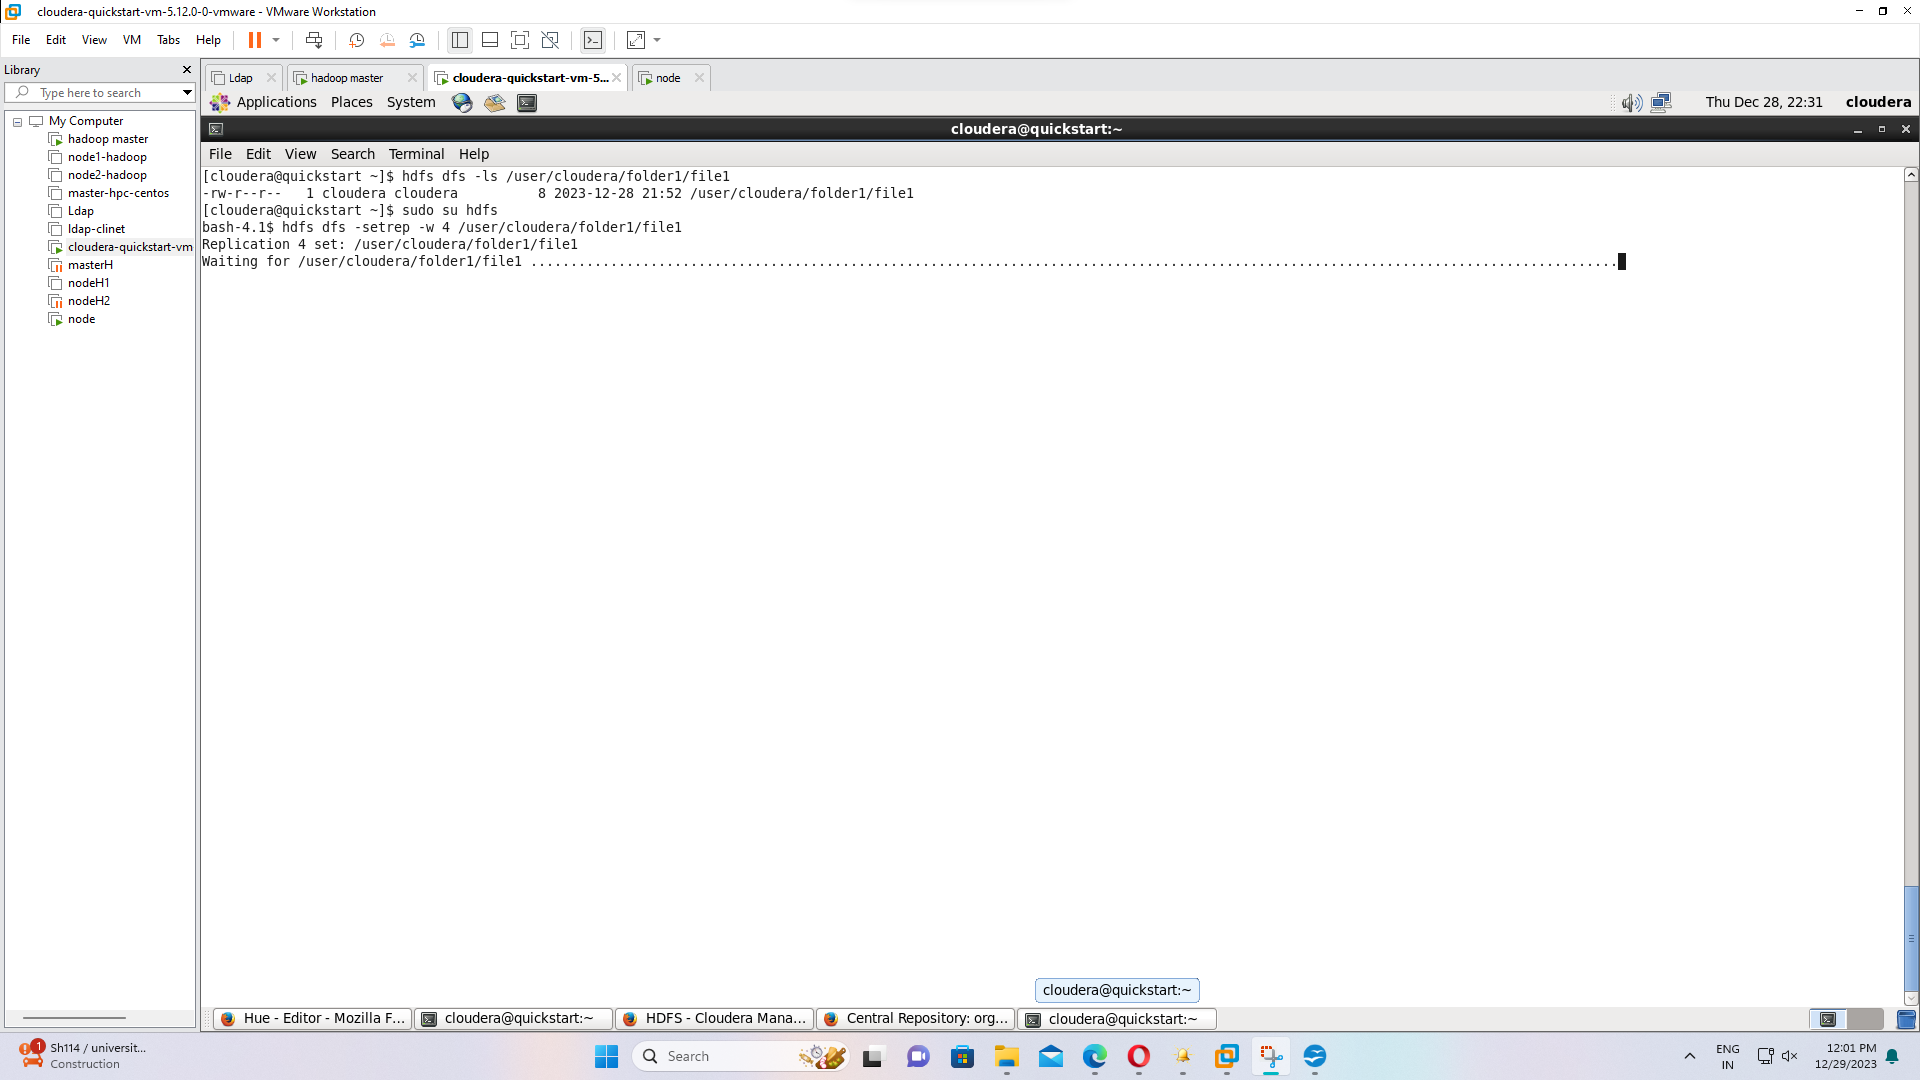 cloudera-quickstart-vm-5.12.0-0-vmware - VMware Workstation
File Edit View VM Tabs Help
Library
Type here to search
My Computer
hadoop master
node1-hadoop
node2-hadoop
master-hpc-centos
Ldap
ldap-clinet
cloudera-quickstart-vm
masterH
nodeH1
nodeH2
node
Ldap hadoop master cloudera-quickstart-vm-5... node
Applications Places System Thu Dec 28, 22:31 cloudera
cloudera@quickstart:~
File Edit View Search Terminal Help
[cloudera@quickstart ~]$ hdfs dfs -ls /user/cloudera/folder1/file1
-rw-r--r--   1 cloudera cloudera          8 2023-12-28 21:52 /user/cloudera/folder1/file1
[cloudera@quickstart ~]$ sudo su hdfs
bash-4.1$ hdfs dfs -setrep -w 4 /user/cloudera/folder1/file1
Replication 4 set: /user/cloudera/folder1/file1
Waiting for /user/cloudera/folder1/file1 ........................................................................................................................................
cloudera@quickstart:~
Hue - Editor - Mozilla F... cloudera@quickstart:~ HDFS - Cloudera Mana... Central Repository: org... cloudera@quickstart:~
1
Sh114 / universit...
Construction
Search
ENG
IN
12:01 PM
12/29/2023